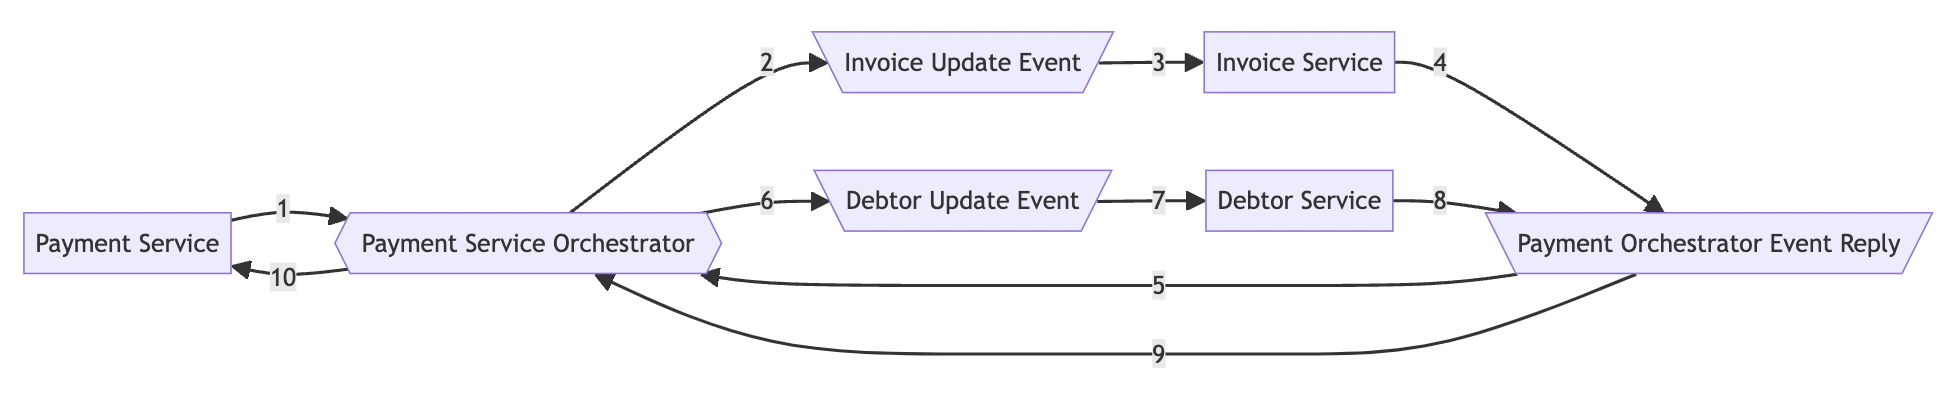 2
Invoice Update Event
3
Invoice Service
4
1
6
Debtor Update Event
7
Debtor Service
8
Payment Service
Payment Service Orchestrator
Payment Orchestrator Event Reply
10
5
9